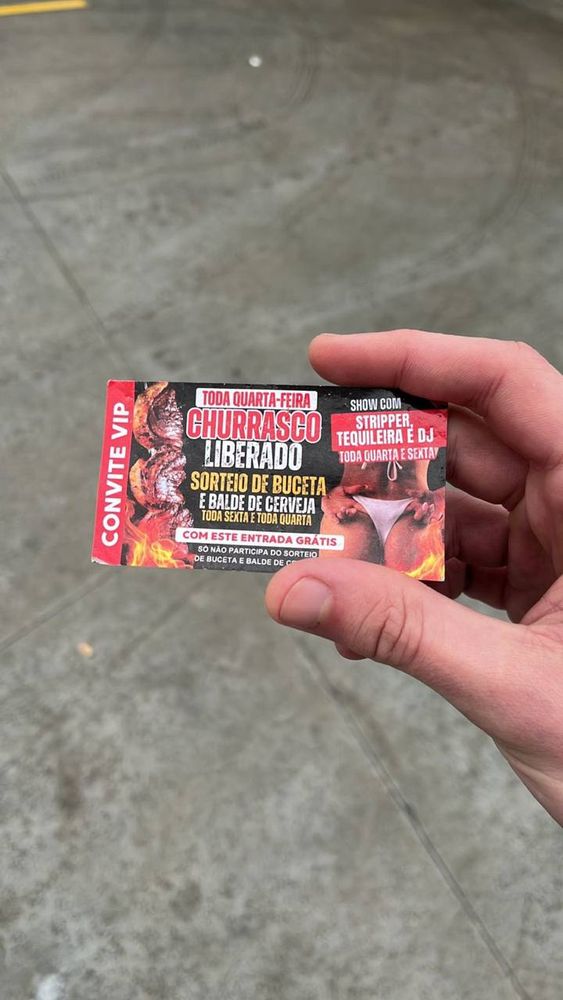 CONVITE VIP
TODA QUARTA-FEIRA
CHURRASCO
LIBERADO
SORTEIO DE BUCETA
E BALDE DE CERVEJA
TODA SEXTA E TODA QUARTA
COM ESTE ENTRADA GRÁTIS
SÓ NÃO PARTICIPA DO SORTEIO
DE BUCETA E BALDE DE
SHOW COM
STRIPPER,
TEQUILEIRA E DJ
TODA QUARTA E SEXTA